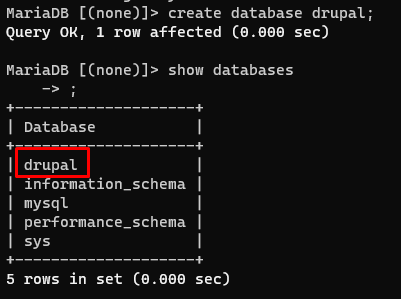 MariaDB [(none)]> create database drupal;
Query OK, 1 row affected (0.000 sec)
MariaDB [(none)]> show databases
    -> ;
+--------------------+
| Database           |
+--------------------+
| drupal             |
| information_schema |
| mysql              |
| performance_schema |
| sys                |
+--------------------+
5 rows in set (0.000 sec)